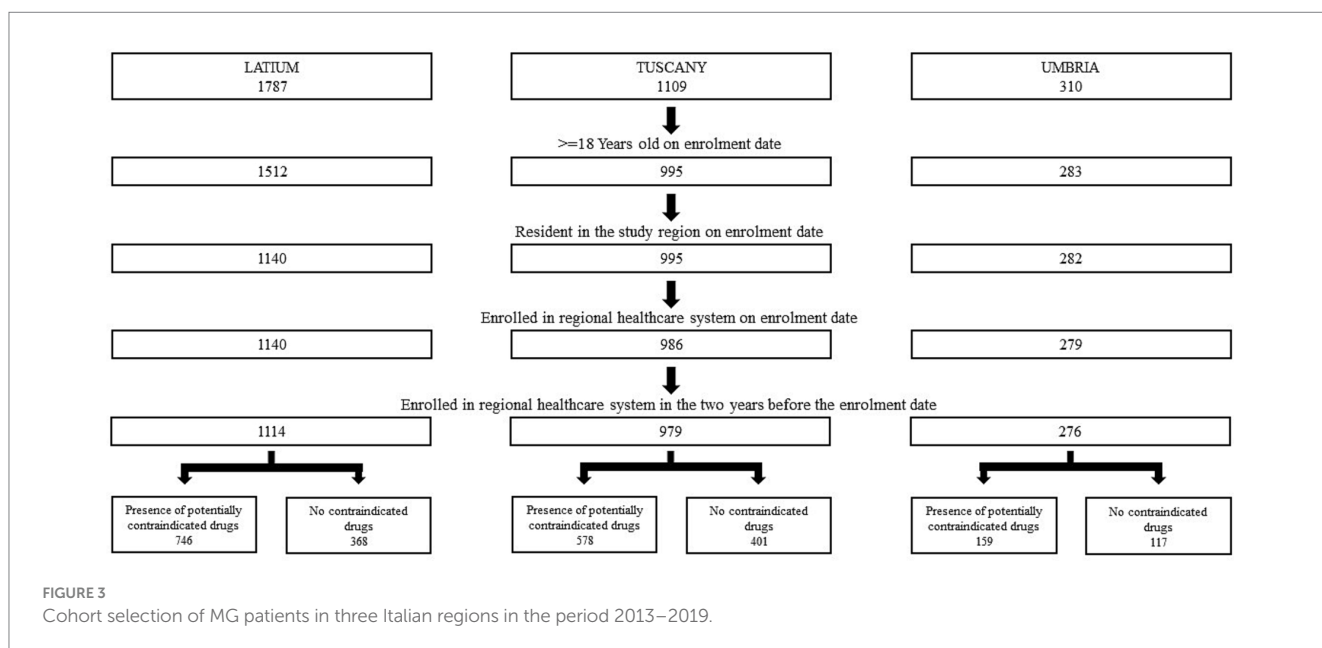 LATIUM
1787
TUSCANY
1109
UMBRIA
310
>=18 Years old on enrolment date
1512
995
283
Resident in the study region on enrolment date
1140
995
282
Enrolled in regional healthcare system on enrolment date
1140
986
279
Enrolled in regional healthcare system in the two years before the enrolment date
1114
979
276
Presence of potentially
contraindicated drugs
746
No contraindicated
drugs
368
Presence of potentially
contraindicated drugs
578
No contraindicated
drugs
401
Presence of potentially
contraindicated drugs
159
No contraindicated
drugs
117
FIGURE 3
Cohort selection of MG patients in three Italian regions in the period 2013–2019.